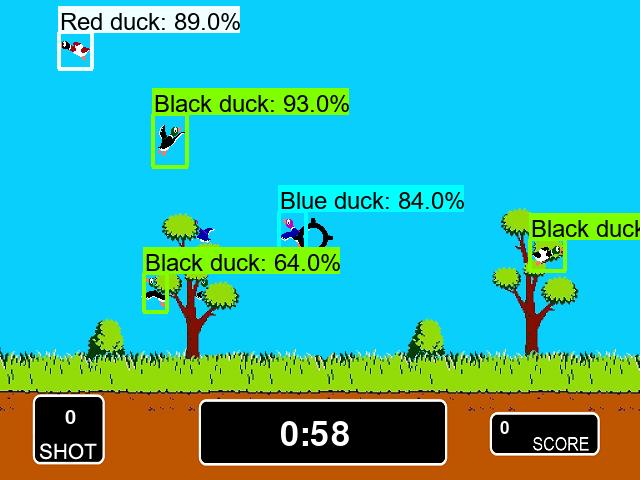 Red duck: 89.0%
Black duck: 93.0%
Blue duck: 84.0%
Black duck
Black duck: 64.0%
0
SHOT
0:58
0
SCORE